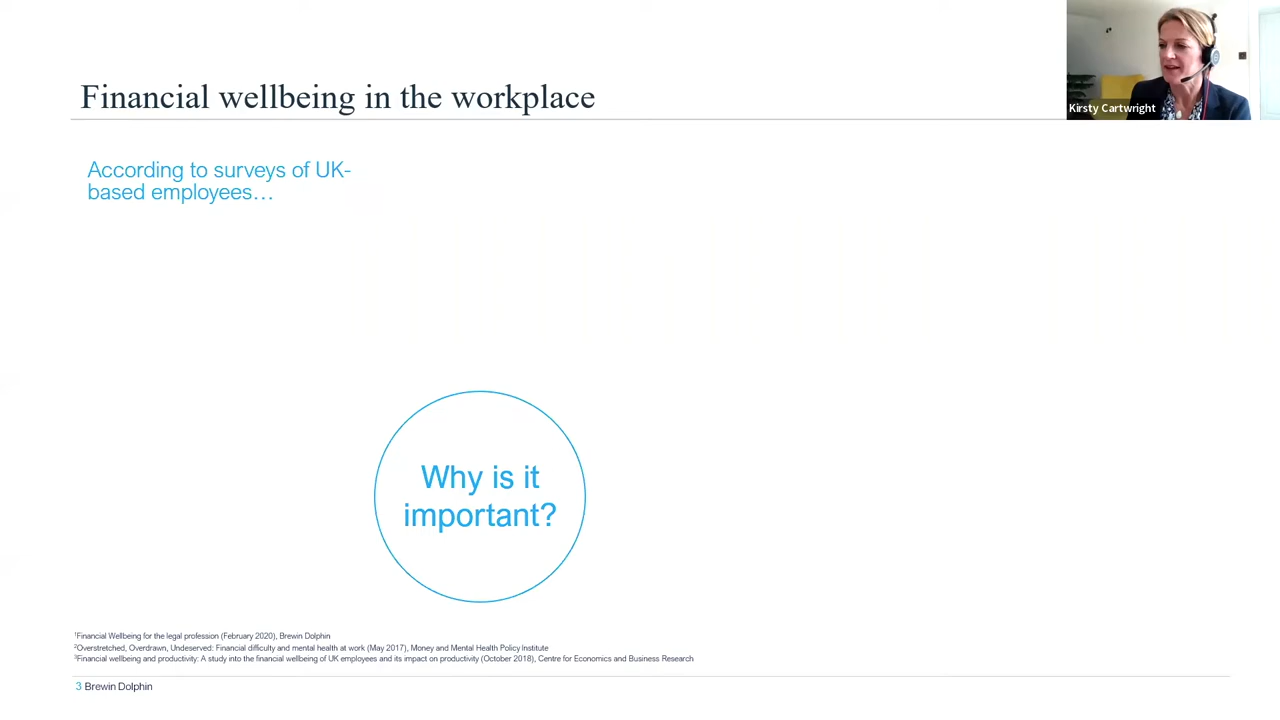 Financial wellbeing in the workplace
Kirsty Cartwright
According to surveys of UK-
based employees…
Why is it
important?
¹Financial Wellbeing for the legal profession (February 2020), Brewin Dolphin
²Overstretched, Overdrawn, Undeserved: Financial difficulty and mental health at work (May 2017), Money and Mental Health Policy Institute
³Financial wellbeing and productivity: A study into the financial wellbeing of UK employees and its impact on productivity (October 2018), Centre for Economics and Business Research
3 Brewin Dolphin